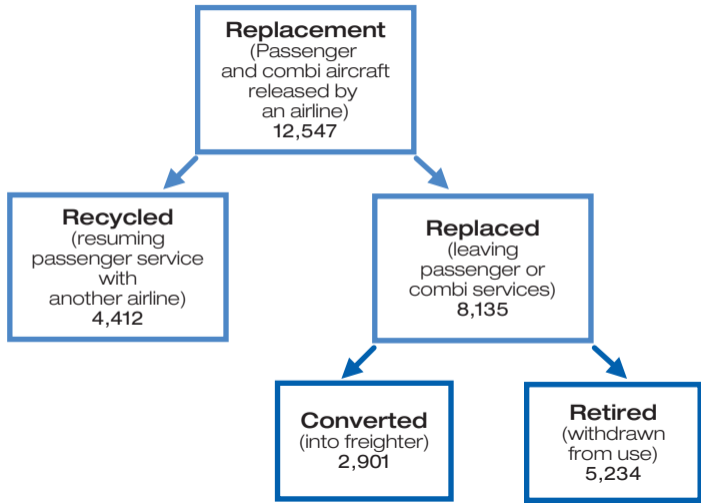 Replacement
(Passenger
and combi aircraft
released by
an airline)
12,547
Recycled
(resuming
passenger service
with
another airline)
4,412
Replaced
(leaving
passenger or
combi services)
8,135
Converted
(into freighter)
2,901
Retired
(withdrawn
from use)
5,234